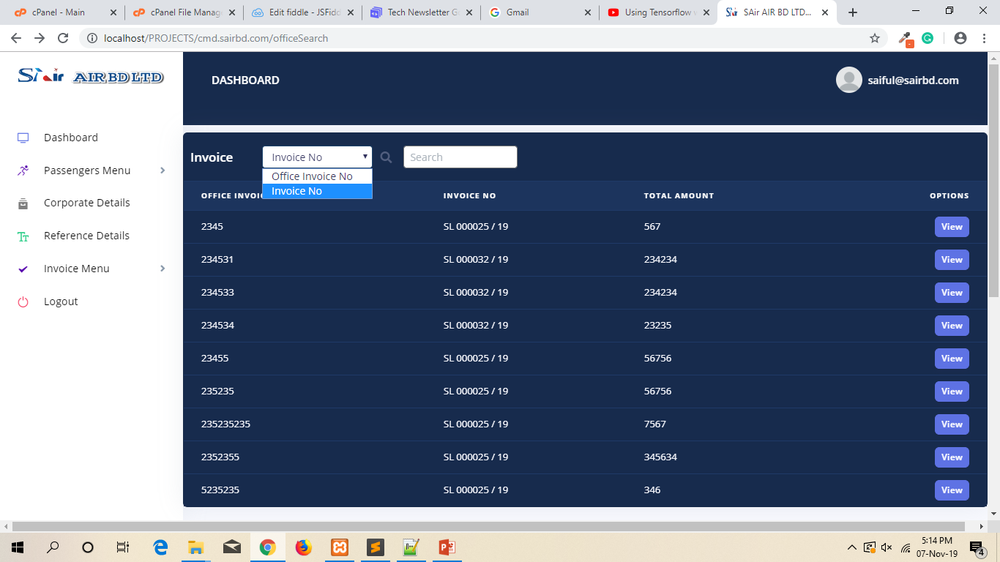 cPanel - Main
cPanel File Manag
Edit fiddle - JSFidd
Tech Newsletter G
Gmail
Using Tensorflow v
SAir AIR BD LTD...
localhost/PROJECTS/cmd.sairbd.com/officeSearch
SAir AIR BD LTD
DASHBOARD
saiful@sairbd.com
Dashboard
Passengers Menu
Corporate Details
Reference Details
Invoice Menu
Logout
Invoice
Invoice No
Search
Office Invoice No
Invoice No
OFFICE INVOIC INVOICE NO TOTAL AMOUNT OPTIONS
2345 SL 000025 / 19 567 View
234531 SL 000032 / 19 234234 View
234533 SL 000032 / 19 234234 View
234534 SL 000032 / 19 23235 View
23455 SL 000025 / 19 56756 View
235235 SL 000025 / 19 56756 View
235235235 SL 000025 / 19 7567 View
2352355 SL 000025 / 19 345634 View
5235235 SL 000025 / 19 346 View
5:14 PM
07-Nov-19
4